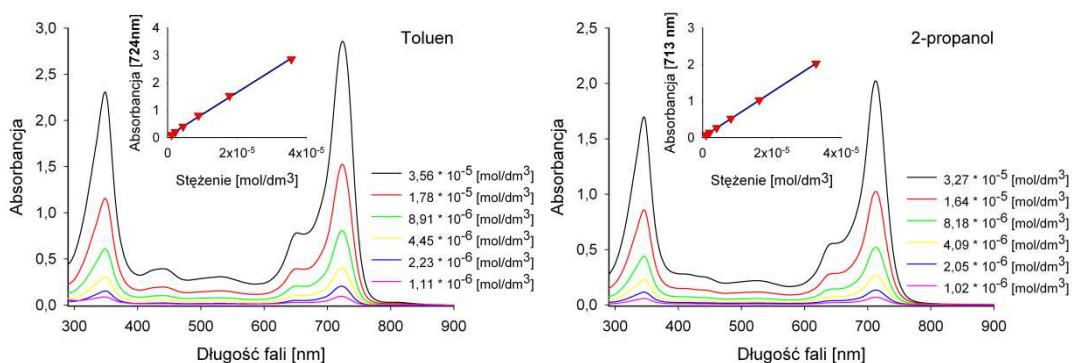 Toluen
Absorbancja
3,0
2,5
2,0
1,5
1,0
0,5
0,0
300 400 500 600 700 800 900
Długość fali [nm]
Absorbancja [724nm]
4
3
2
1
0
0 2x10-5 4x10-5
Stężenie [mol/dm3]
3,56 * 10-5 [mol/dm3]
1,78 * 10-5 [mol/dm3]
8,91 * 10-6 [mol/dm3]
4,45 * 10-6 [mol/dm3]
2,23 * 10-6 [mol/dm3]
1,11 * 10-6 [mol/dm3]
2-propanol
Absorbancja
2,5
2,0
1,5
1,0
0,5
0,0
300 400 500 600 700 800 900
Długość fali [nm]
Absorbancja [713 nm]
3
2
1
0
0 2x10-5 4x10-5
Stężenie [mol/dm3]
3,27 * 10-5 [mol/dm3]
1,64 * 10-5 [mol/dm3]
8,18 * 10-6 [mol/dm3]
4,09 * 10-6 [mol/dm3]
2,05 * 10-6 [mol/dm3]
1,02 * 10-6 [mol/dm3]